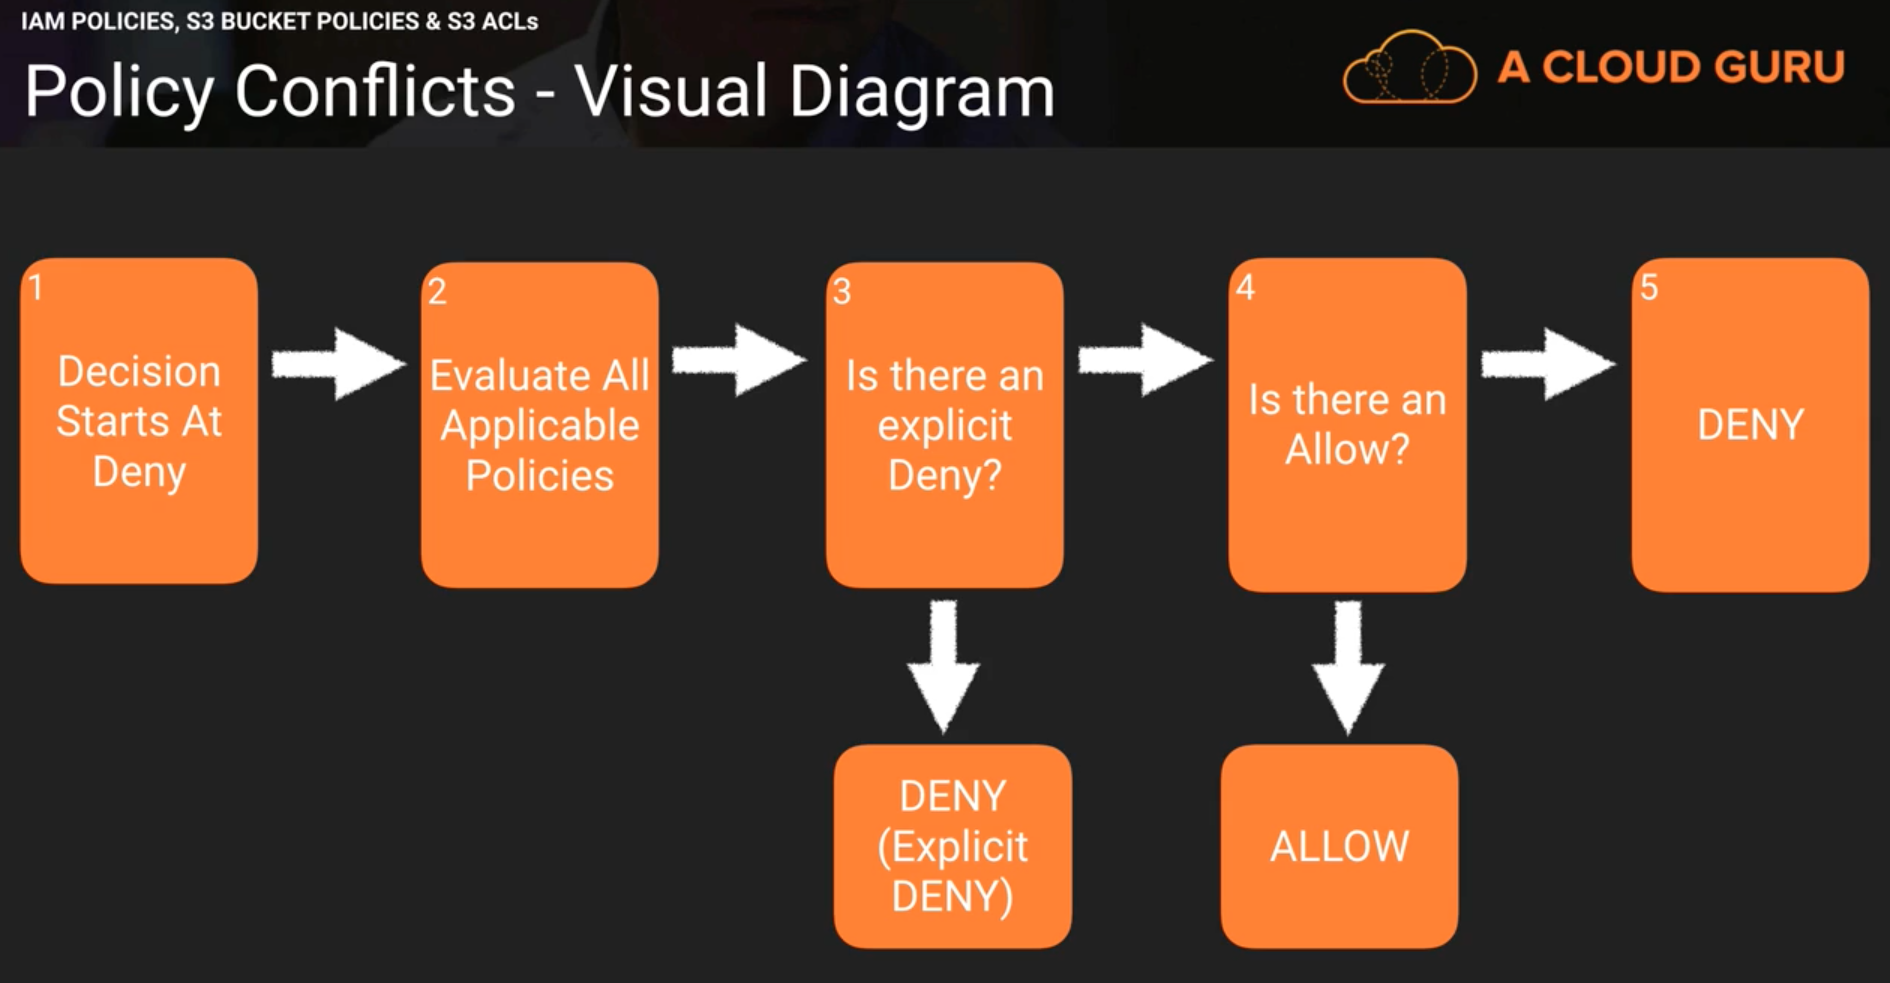 IAM POLICIES, S3 BUCKET POLICIES & S3 ACLs
Policy Conflicts - Visual Diagram
A CLOUD GURU
1
Decision
Starts At
Deny
2
Evaluate All
Applicable
Policies
3
Is there an
explicit
Deny?
4
Is there an
Allow?
5
DENY
DENY
(Explicit
DENY)
ALLOW